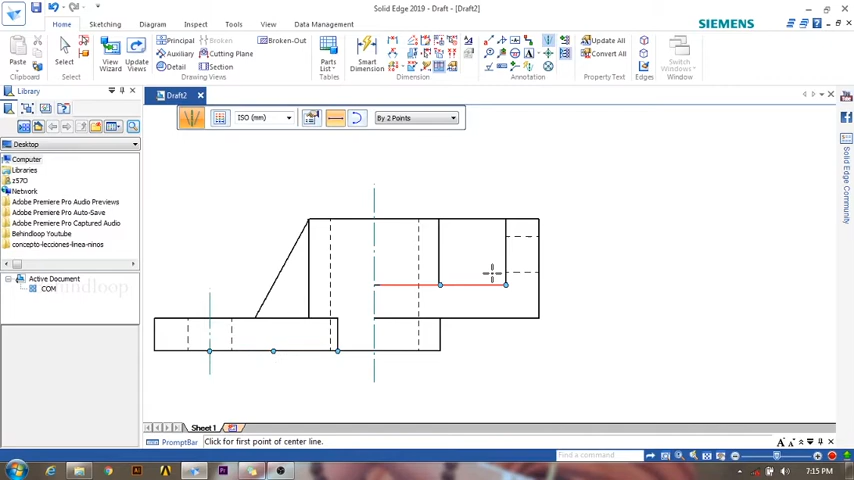 Solid Edge 2019 - Draft - [Draft2]
Home
Sketching
Diagram
Inspect
Tools
View
Data Management
SIEMENS
Paste
Select
View Wizard
Update Views
Principal
Auxiliary
Detail
Broken
Cutting Plane
Section
Broken-Out
Parts List
Smart Dimension
Update All
Convert All
Edges
Switch Windows
Clipboard
Select
Drawing Views
Dimension
Annotation
Property Text
Edges
Window
Library
Draft2
Desktop
ISO (mm)
By 2 Points
Computer
Libraries
z570
Network
Adobe Premiere Pro Audio Previews
Adobe Premiere Pro Auto-Save
Adobe Premiere Pro Captured Audio
Behindloop Youtube
concepto-lecciones-linea-ninos
Active Document
COM
behindloop
Solid Edge Community
Sheet1
PromptBar
Click for first point of center line.
Find a command
7:15 PM